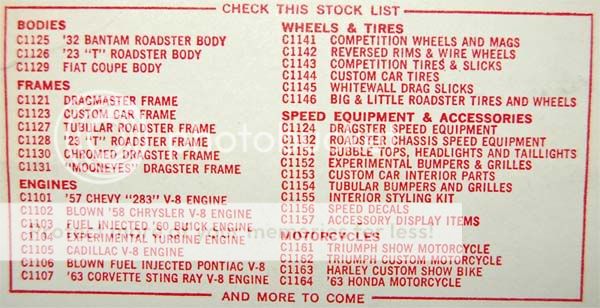 CHECK THIS STOCK LIST
BODIES
C1125 '32 BANTAM ROADSTER BODY
C1126 '23 "T" ROADSTER BODY
C1129 FIAT COUPE BODY
FRAMES
C1121 DRAGMASTER FRAME
C1123 CUSTOM CAR FRAME
C1127 TUBULAR ROADSTER FRAME
C1128 '23 "T" ROADSTER FRAME
C1130 CHROMED DRAGSTER FRAME
C1131 "MOONEYES" DRAGSTER FRAME
ENGINES
C1101 '57 CHEVY "283" V-8 ENGINE
C1102 BLOWN '58 CHRYSLER V-8 ENGINE
C1103 FUEL INJECTED '60 BUICK ENGINE
C1104 EXPERIMENTAL TURBINE ENGINE
C1105 CADILLAC V-8 ENGINE
C1106 BLOWN FUEL INJECTED PONTIAC V-8
C1107 '63 CORVETTE STING RAY V-8 ENGINE
WHEELS & TIRES
C1141 COMPETITION WHEELS AND MAGS
C1142 REVERSED RIMS & WIRE WHEELS
C1143 COMPETITION TIRES & SLICKS
C1144 CUSTOM CAR TIRES
C1145 WHITEWALL DRAG SLICKS
C1146 BIG & LITTLE ROADSTER TIRES AND WHEELS
SPEED EQUIPMENT & ACCESSORIES
C1124 DRAGSTER SPEED EQUIPMENT
C1132 ROADSTER CHASSIS SPEED EQUIPMENT
C1151 BUBBLE TOPS, HEADLIGHTS AND TAILLIGHTS
C1152 EXPERIMENTAL BUMPERS & GRILLES
C1153 CUSTOM CAR INTERIOR PARTS
C1154 TUBULAR BUMPERS AND GRILLES
C1155 INTERIOR STYLING KIT
C1156 SPEED DECALS
C1157 ACCESSORY DISPLAY ITEMS
MOTORCYCLES
C1161 TRIUMPH SHOW MOTORCYCLE
C1162 TRIUMPH CUSTOM MOTORCYCLE
C1163 HARLEY CUSTOM SHOW BIKE
C1164 '63 HONDA MOTORCYCLE
AND MORE TO COME